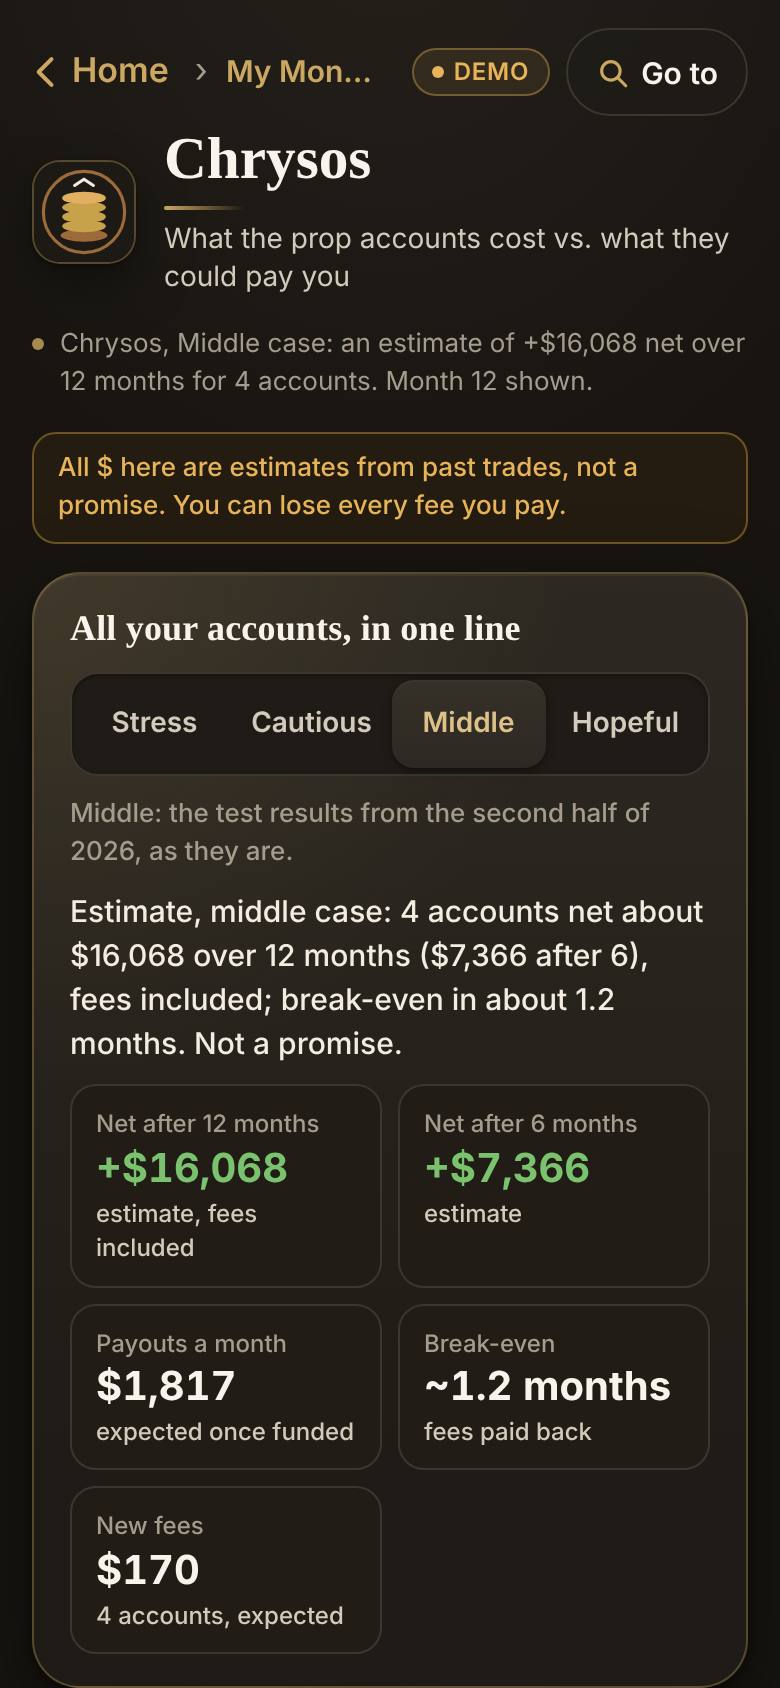 Home › My Mon...
DEMO
Go to
Chrysos
What the prop accounts cost vs. what they
could pay you
Chrysos, Middle case: an estimate of +$16,068 net over
12 months for 4 accounts. Month 12 shown.
All $ here are estimates from past trades, not a
promise. You can lose every fee you pay.
All your accounts, in one line
Stress
Cautious
Middle
Hopeful
Middle: the test results from the second half of
2026, as they are.
Estimate, middle case: 4 accounts net about
$16,068 over 12 months ($7,366 after 6),
fees included; break-even in about 1.2
months. Not a promise.
Net after 12 months
+$16,068
estimate, fees
included
Net after 6 months
+$7,366
estimate
Payouts a month
$1,817
expected once funded
Break-even
~1.2 months
fees paid back
New fees
$170
4 accounts, expected